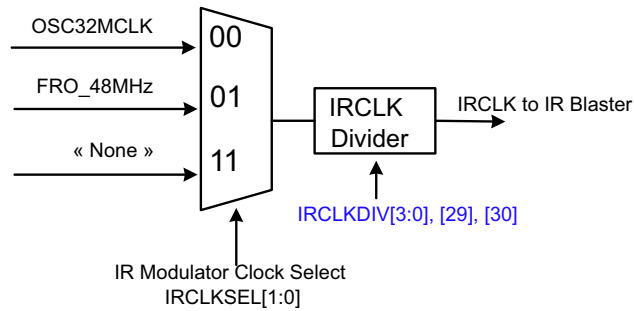 OSC32MCLK
00
FRO_48MHz
01
« None »
11
IRCLK
Divider
IRCLK to IR Blaster
IRCLKDIV[3:0], [29], [30]
IR Modulator Clock Select
IRCLKSEL[1:0]